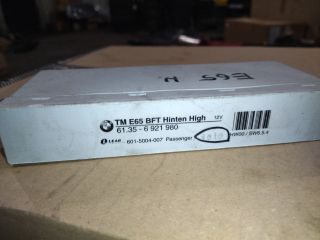 E65 H
TM E65 BFT Hinten High 12V
61.35 - 6 921 980
LEAR 601-5004-007 Passenger HW00 / SW6.5.4